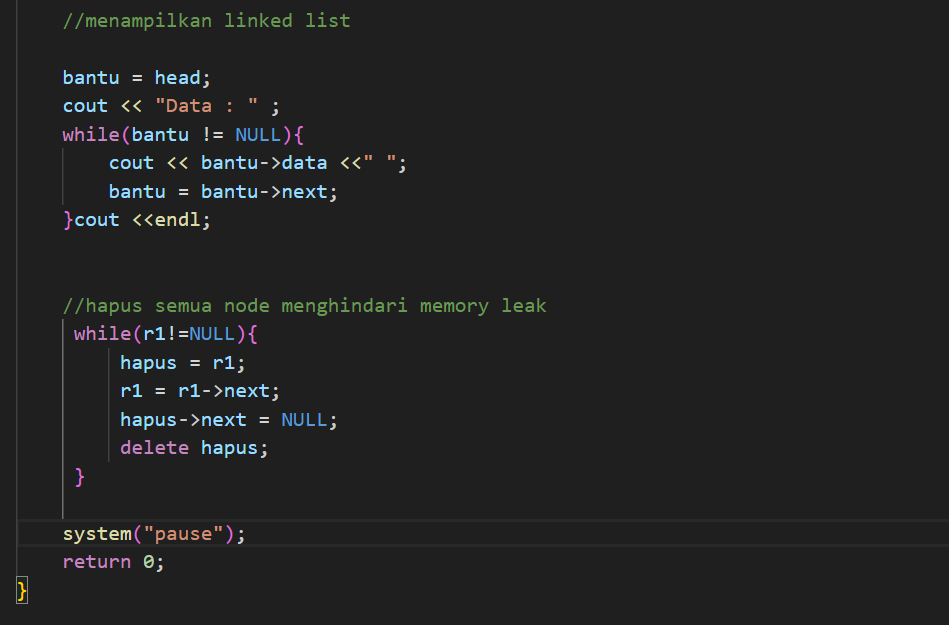 //menampilkan linked list
bantu = head;
cout << "Data : " ;
while(bantu != NULL){
cout << bantu->data <<" ";
bantu = bantu->next;
}cout <<endl;
//hapus semua node menghindari memory leak
while(r1!=NULL){
hapus = r1;
r1 = r1->next;
hapus->next = NULL;
delete hapus;
}
system("pause");
return 0;
}